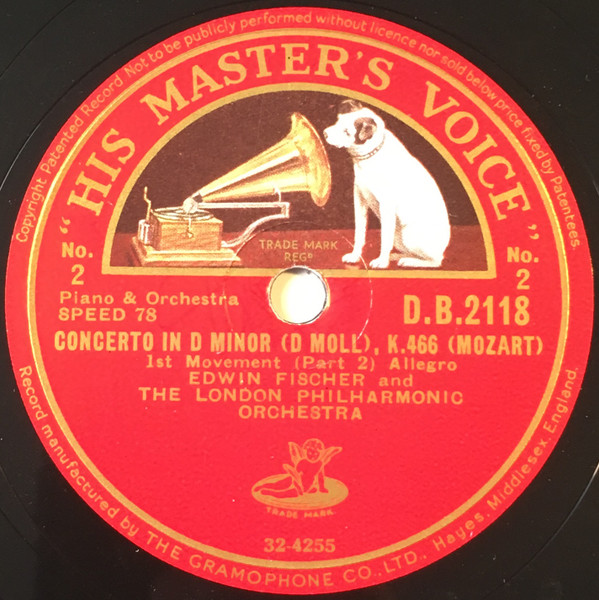 Copyright Patented Record. Not to be publicly performed without licence nor sold below price fixed by Patentees.
"HIS MASTER'S VOICE"
TRADE MARK
REGD
No.
2
No.
2
Piano & Orchestra
SPEED 78
D.B.2118
CONCERTO IN D MINOR (D MOLL), K.466 (MOZART)
1st Movement (Part 2) Allegro
EDWIN FISCHER and
THE LONDON PHILHARMONIC
ORCHESTRA
TRADE MARK.
32-4255
Record manufactured by THE GRAMOPHONE CO., LTD., Hayes, Middlesex, England.